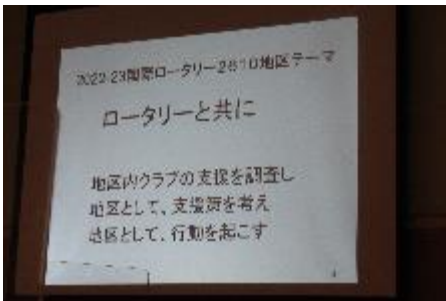 2022-23国際ロータリー2610地区テーマ
ロータリーと共に
地区内クラブの支援を調査し
地区として、支援策を考え
地区として、行動を起こす